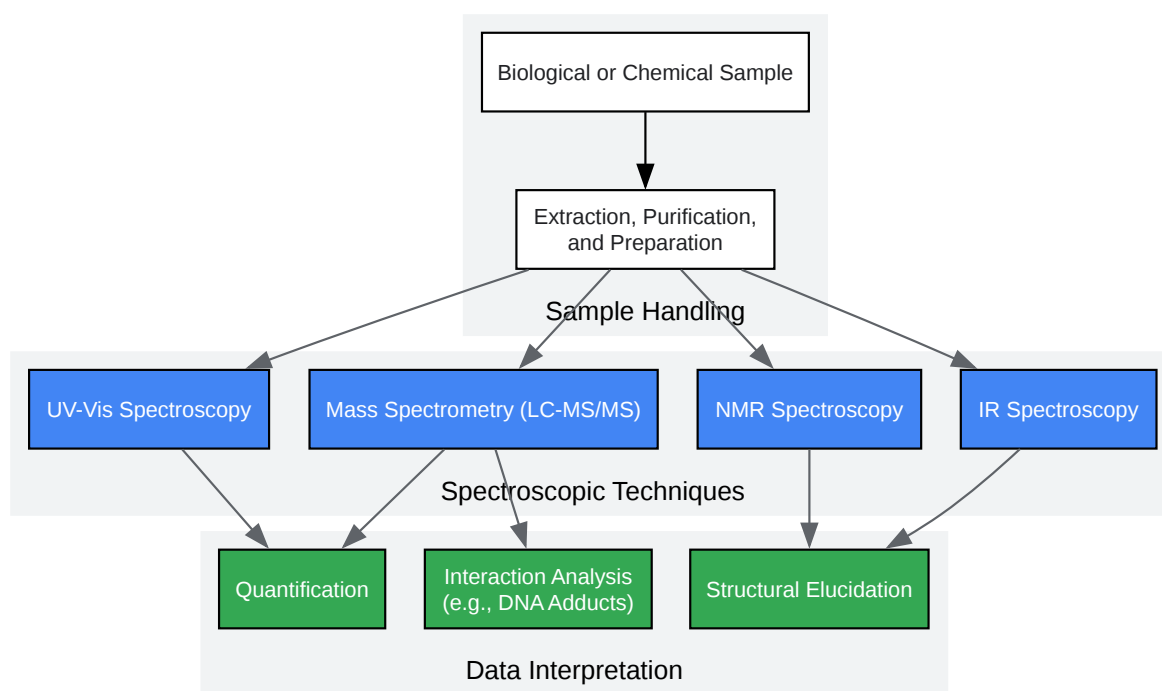 Biological or Chemical Sample
Extraction, Purification,
and Preparation
Sample Handling
UV-Vis Spectroscopy
Mass Spectrometry (LC-MS/MS)
NMR Spectroscopy
IR Spectroscopy
Spectroscopic Techniques
Quantification
Interaction Analysis
(e.g., DNA Adducts)
Structural Elucidation
Data Interpretation